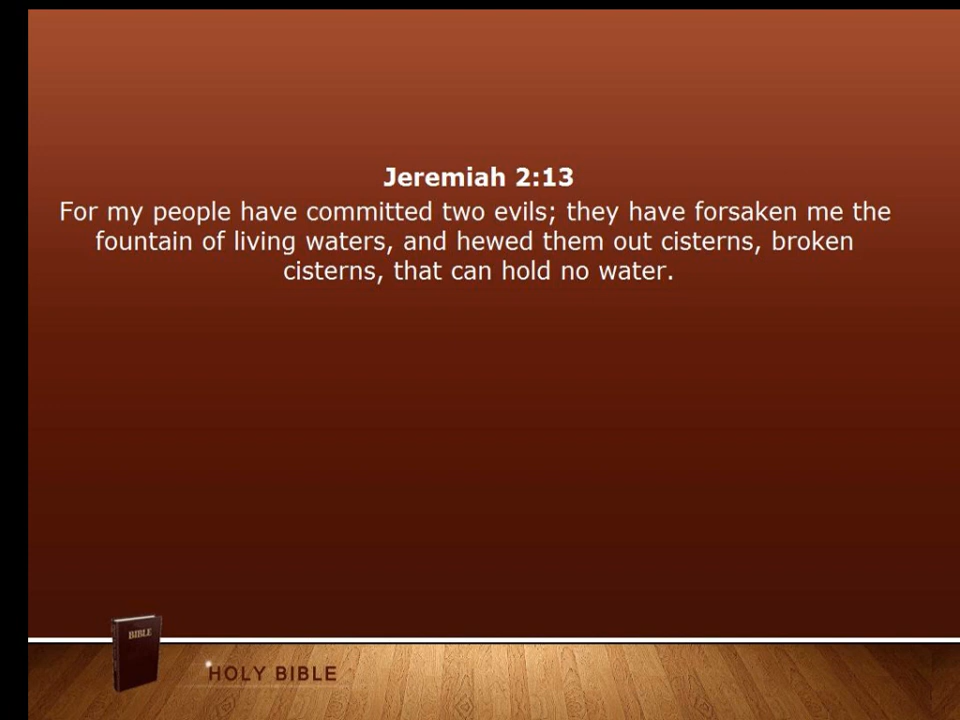 Jeremiah 2:13
For my people have committed two evils; they have forsaken me the
fountain of living waters, and hewed them out cisterns, broken
cisterns, that can hold no water.
BIBLE
HOLY BIBLE